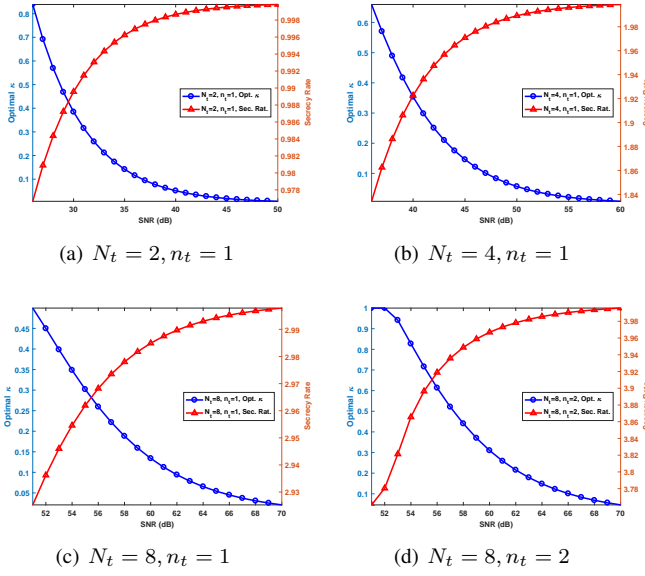 0.8
0.7
0.6
0.5
0.4
0.3
0.2
0.1
Optimal κ
30 35 40 45 50
SNR (dB)
0.998
0.996
0.994
0.992
0.99
0.988
0.986
0.984
0.982
0.98
0.978
Secrecy Rate
N_t=2, n_t=1, Opt. κ
N_t=2, n_t=1, Sec. Rat.
(a) N_t = 2, n_t = 1
0.6
0.5
0.4
0.3
0.2
0.1
Optimal κ
40 45 50 55 60
SNR (dB)
1.98
1.96
1.94
1.92
1.9
1.88
1.86
1.84
Secrecy Rate
N_t=4, n_t=1, Opt. κ
N_t=4, n_t=1, Sec. Rat.
(b) N_t = 4, n_t = 1
0.45
0.4
0.35
0.3
0.25
0.2
0.15
0.1
0.05
Optimal κ
52 54 56 58 60 62 64 66 68 70
SNR (dB)
2.99
2.98
2.97
2.96
2.95
2.94
2.93
Secrecy Rate
N_t=8, n_t=1, Opt. κ
N_t=8, n_t=1, Sec. Rat.
(c) N_t = 8, n_t = 1
1
0.9
0.8
0.7
0.6
0.5
0.4
0.3
0.2
0.1
Optimal κ
52 54 56 58 60 62 64 66 68 70
SNR (dB)
3.98
3.96
3.94
3.92
3.9
3.88
3.86
3.84
3.82
3.8
3.78
Secrecy Rate
N_t=8, n_t=2, Opt. κ
N_t=8, n_t=2, Sec. Rat.
(d) N_t = 8, n_t = 2